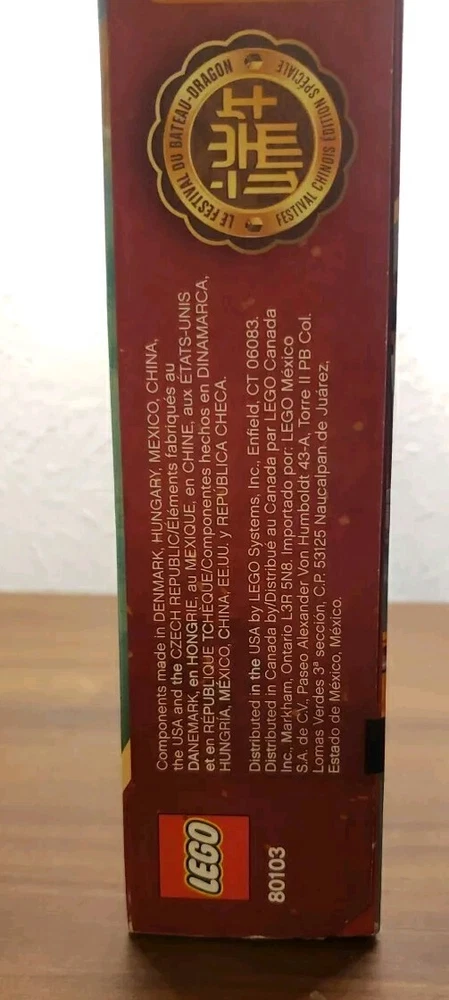 LE FESTIVAL DU BATEAU-DRAGON
FESTIVAL CHINOIS ÉDITION SPÉCIALE
Components made in DENMARK, HUNGARY, MEXICO, CHINA,
the USA and the CZECH REPUBLIC/Éléments fabriqués au
DANEMARK, en HONGRIE, au MEXIQUE, en CHINE, aux ÉTATS-UNIS
et en RÉPUBLIQUE TCHÈQUE/Componentes hechos en DINAMARCA,
HUNGRÍA, MÉXICO, CHINA, EEUU. y REPÚBLICA CHECA.
Distributed in the USA by LEGO Systems, Inc., Enfield, CT 06083.
Distributed in Canada by/Distribué au Canada par LEGO Canada
Inc., Markham, Ontario L3R 5N8. Importado por: LEGO México
S.A. de C.V., Paseo Alexander Von Humboldt 43-A, Torre II PB Col.
Lomas Verdes 3ª sección, C.P. 53125 Naucalpan de Juárez,
Estado de México, México.
LEGO
80103